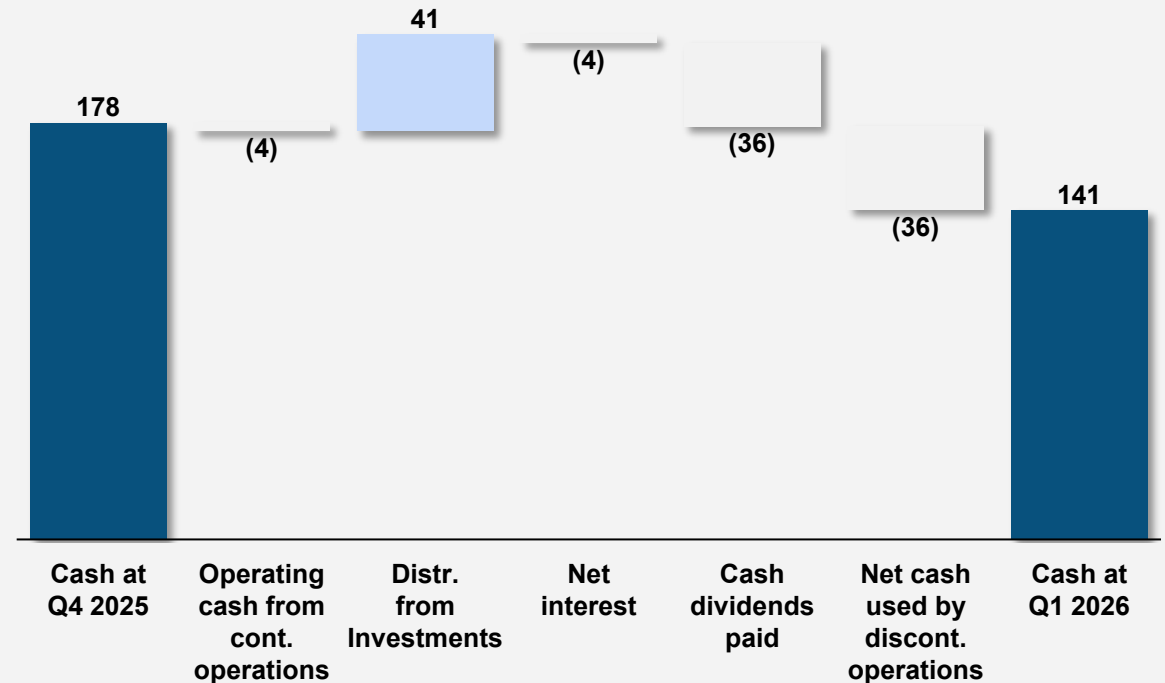 41
(4)
178
(4)
(36)
141
(36)
Cash at
Q4 2025
Operating
cash from
cont.
operations
Distr.
from
Investments
Net
interest
Cash
dividends
paid
Net cash
used by
discont.
operations
Cash at
Q1 2026